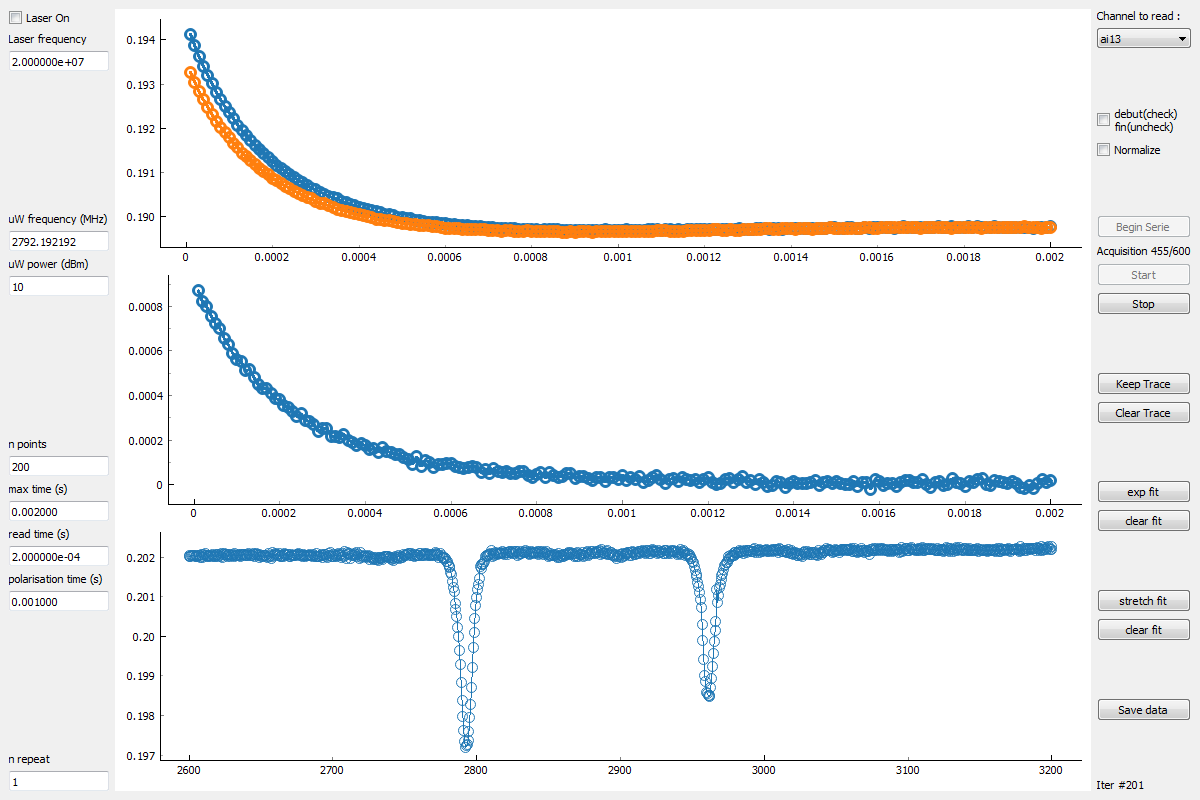 Laser On
Laser frequency
2.000000e+07
uW frequency (MHz)
2792.192192
uW power (dBm)
10
n points
200
max time (s)
0.002000
read time (s)
2.000000e-04
polarisation time (s)
0.001000
n repeat
1
0.194
0.193
0.192
0.191
0.190
0 0.0002 0.0004 0.0006 0.0008 0.001 0.0012 0.0014 0.0016 0.0018 0.002
0.0008
0.0006
0.0004
0.0002
0
0 0.0002 0.0004 0.0006 0.0008 0.001 0.0012 0.0014 0.0016 0.0018 0.002
0.202
0.201
0.20
0.199
0.198
0.197
2600 2700 2800 2900 3000 3100 3200
Channel to read :
ai13
debut(check)
fin(uncheck)
Normalize
Begin Serie
Acquisition 455/600
Start
Stop
Keep Trace
Clear Trace
exp fit
clear fit
stretch fit
clear fit
Save data
Iter #201